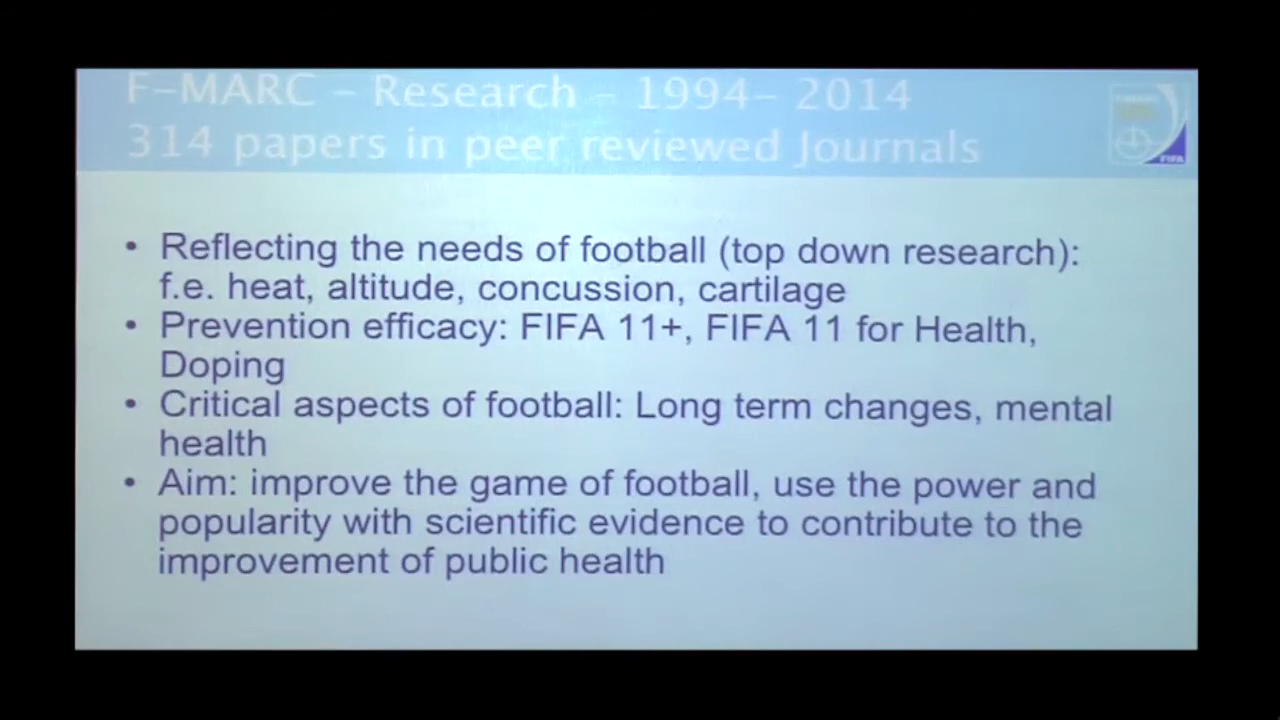 F-MARC - Research - 1994- 2014
314 papers in peer reviewed Journals
FIFA
• Reflecting the needs of football (top down research):
f.e. heat, altitude, concussion, cartilage
• Prevention efficacy: FIFA 11+, FIFA 11 for Health,
Doping
• Critical aspects of football: Long term changes, mental
health
• Aim: improve the game of football, use the power and
popularity with scientific evidence to contribute to the
improvement of public health